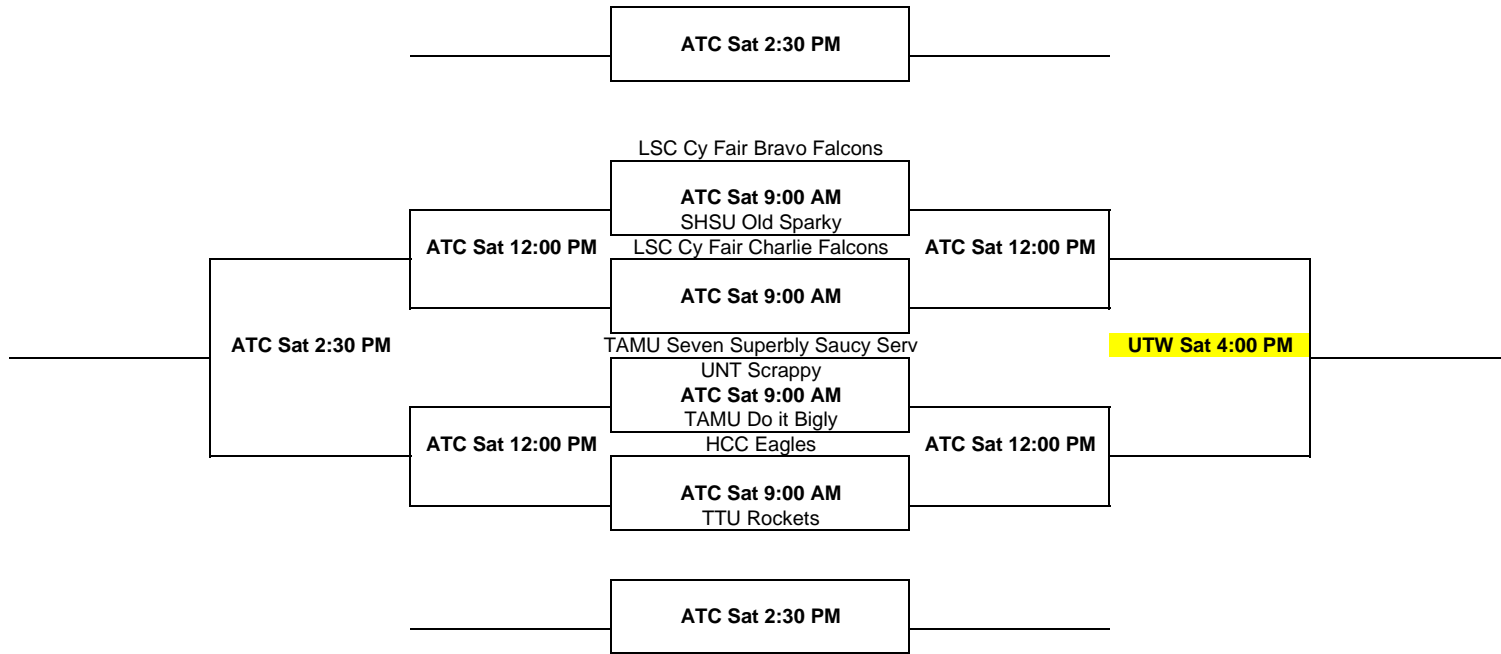 ATC Sat 2:30 PM
LSC Cy Fair Bravo Falcons
ATC Sat 9:00 AM
SHSU Old Sparky
ATC Sat 12:00 PM
LSC Cy Fair Charlie Falcons
ATC Sat 12:00 PM
ATC Sat 9:00 AM
ATC Sat 2:30 PM
TAMU Seven Superbly Saucy Serv
UTW Sat 4:00 PM
UNT Scrappy
ATC Sat 9:00 AM
TAMU Do it Bigly
ATC Sat 12:00 PM
HCC Eagles
ATC Sat 12:00 PM
ATC Sat 9:00 AM
TTU Rockets
ATC Sat 2:30 PM